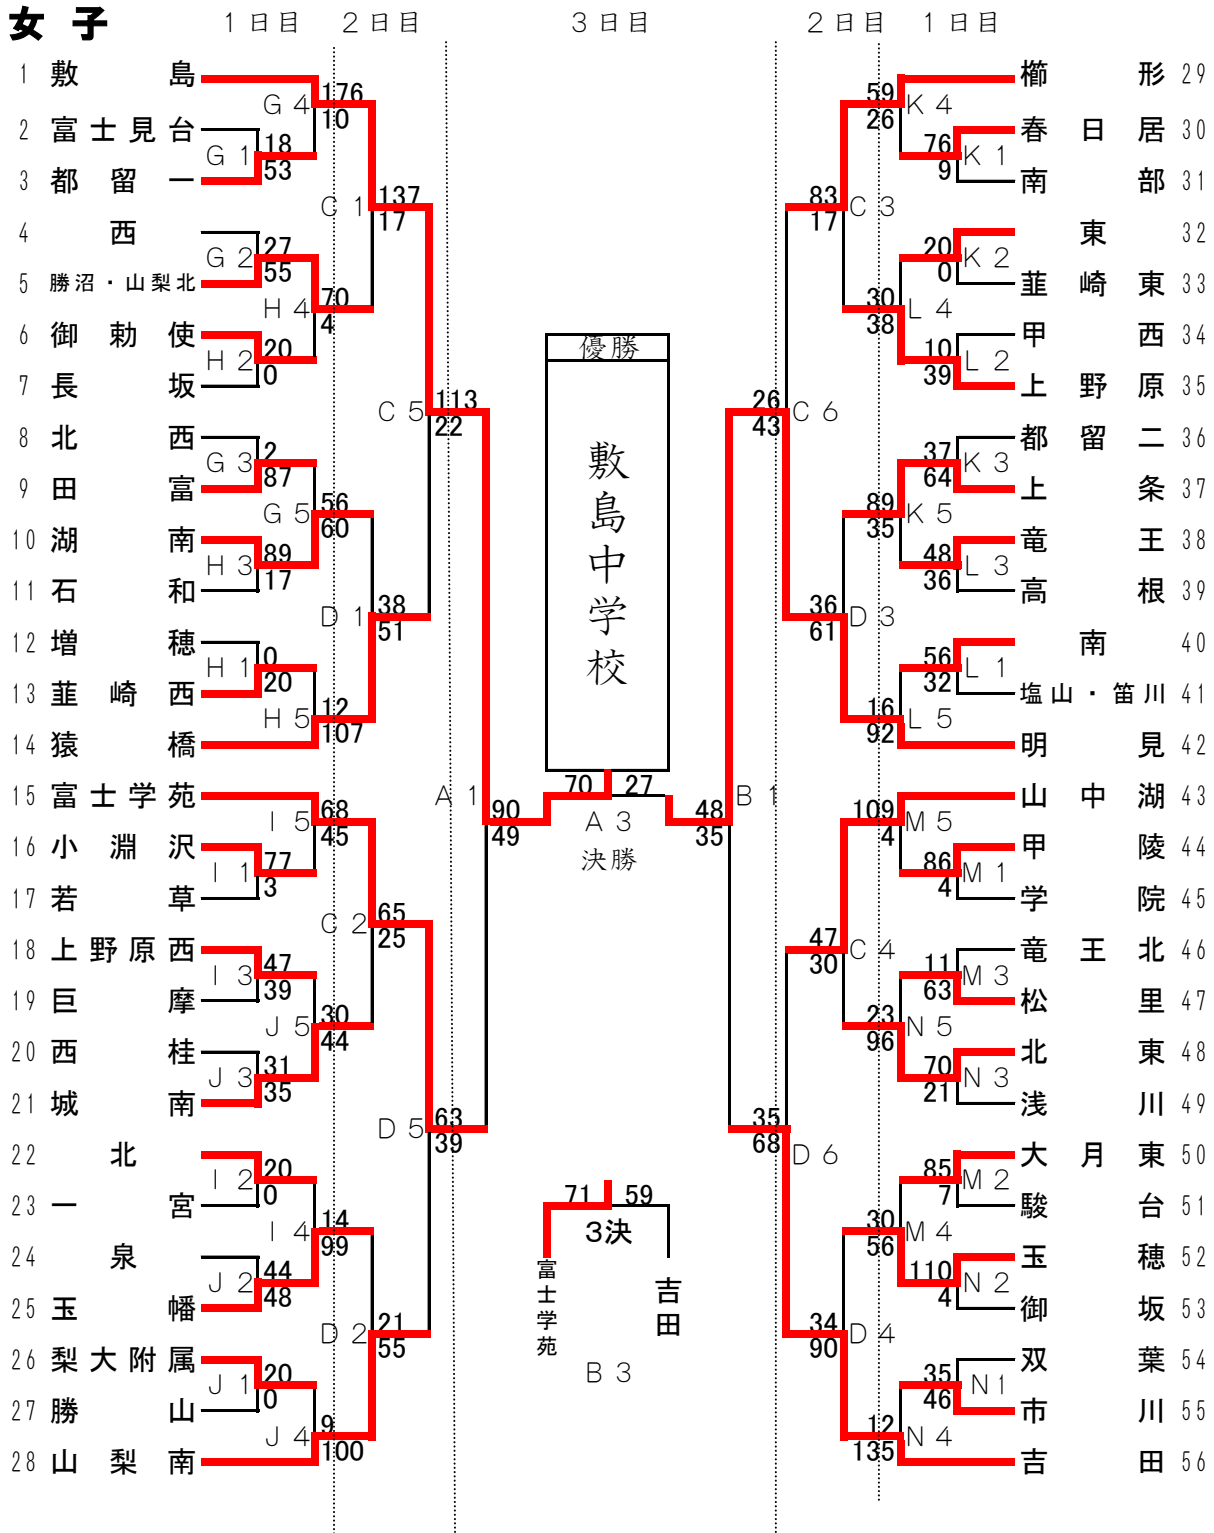 女子
1日目 2日目 3日目 2日目 1日目
1 敷島
G4 176 10
2 富士見台
G1 18 53
3 都留一
C1 137 17
4 西
G2 27 55
5 勝沼・山梨北
H4 70 4
6 御勅使
H2 20 0
7 長坂
C5 113 22
8 北西
G3 2 87
9 田富
G5 56 60
10 湖南
H3 89 17
11 石和
D1 38 51
12 増穂
H1 0 20
13 韮崎西
H5 12 107
14 猿橋
A1 90 49
15 富士学苑
I5 68 45
16 小淵沢
I1 77 3
17 若草
C2 65 25
18 上野原西
I3 47 39
19 巨摩
J5 30 44
20 西桂
J3 31 35
21 城南
D5 63 39
22 北
I2 20 0
23 一宮
I4 14 99
24 泉
J2 44 48
25 玉幡
D2 21 55
26 梨大附属
J1 20 0
27 勝山
J4 9 100
28 山梨南
優勝
敷島中学校
70 27
A3
決勝
71 59
3決
富士学苑
吉田
B3
櫛形 29
59 26 K4
春日居 30
76 9 K1
南部 31
83 17 C3
東 32
20 0 K2
韮崎東 33
30 38 L4
甲西 34
10 39 L2
上野原 35
26 43 C6
都留二 36
37 64 K3
上条 37
89 35 K5
竜王 38
48 36 L3
高根 39
36 61 D3
南 40
56 32 L1
塩山・笛川 41
16 92 L5
明見 42
48 35 B1
山中湖 43
109 4 M5
甲陵 44
86 4 M1
学院 45
47 30 C4
竜王北 46
11 63 M3
松里 47
23 96 N5
北東 48
70 21 N3
浅川 49
35 68 D6
大月東 50
85 7 M2
駿台 51
30 56 M4
玉穂 52
110 4 N2
御坂 53
34 90 D4
双葉 54
35 46 N1
市川 55
12 135 N4
吉田 56